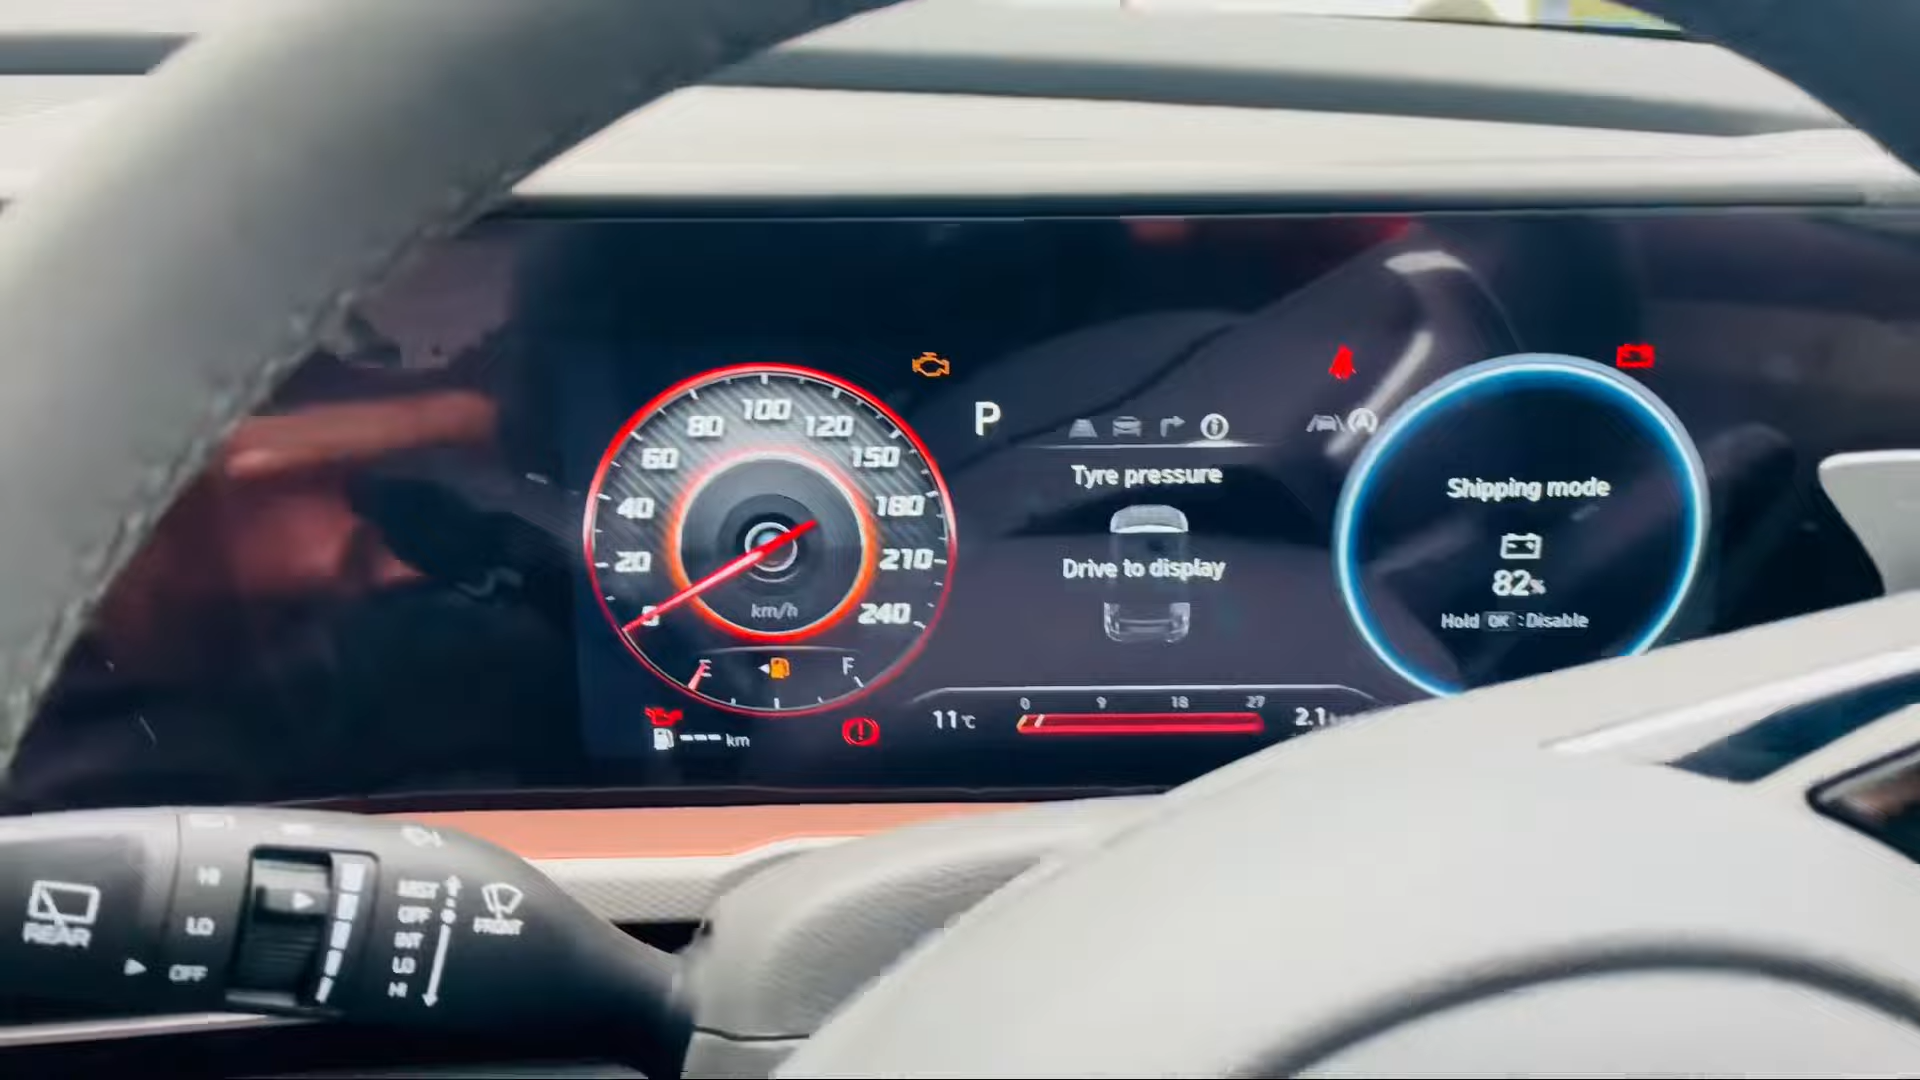 100
80
120
60
150
40
180
20
210
km/h
0
240
E
F
--- km
P
Tyre pressure
Drive to display
11°C
0 9 18 27
2.1
Shipping mode
82%
Hold OK : Disable
REAR
HI
LO
OFF
MIST
OFF
INT
LO
HI
FRONT